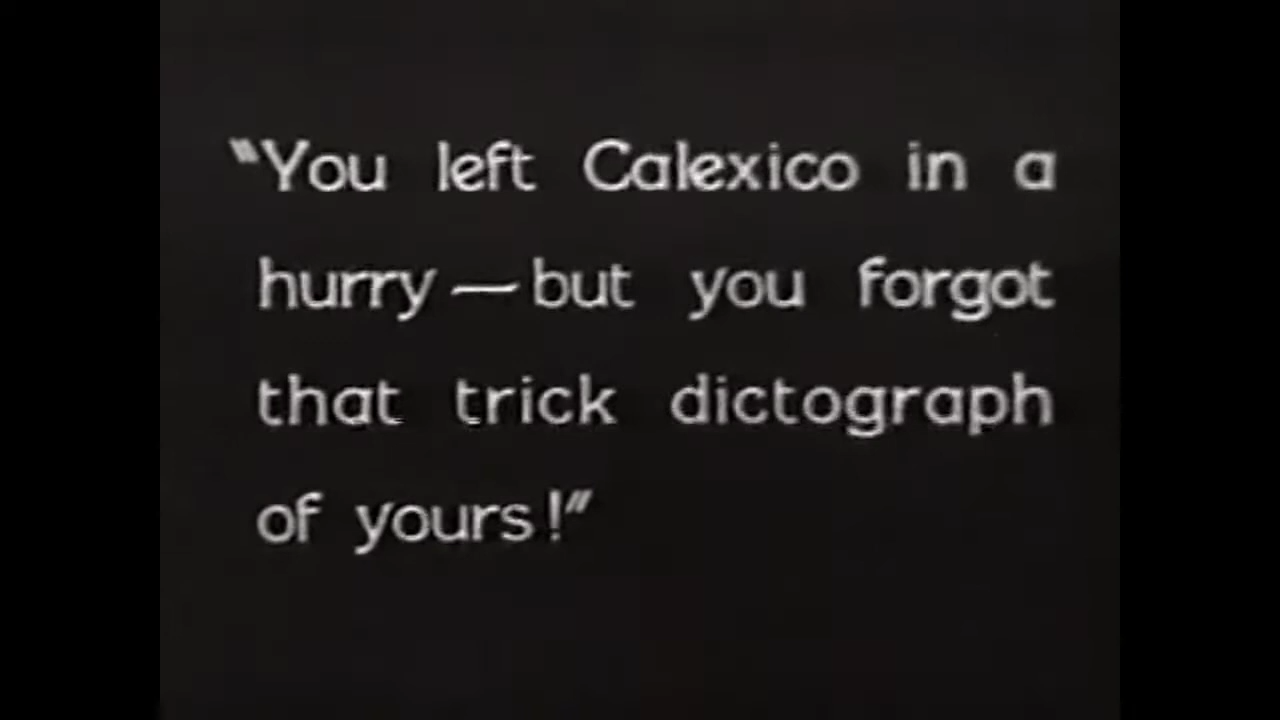 "You left Calexico in a
hurry — but you forgot
that trick dictograph
of yours!"